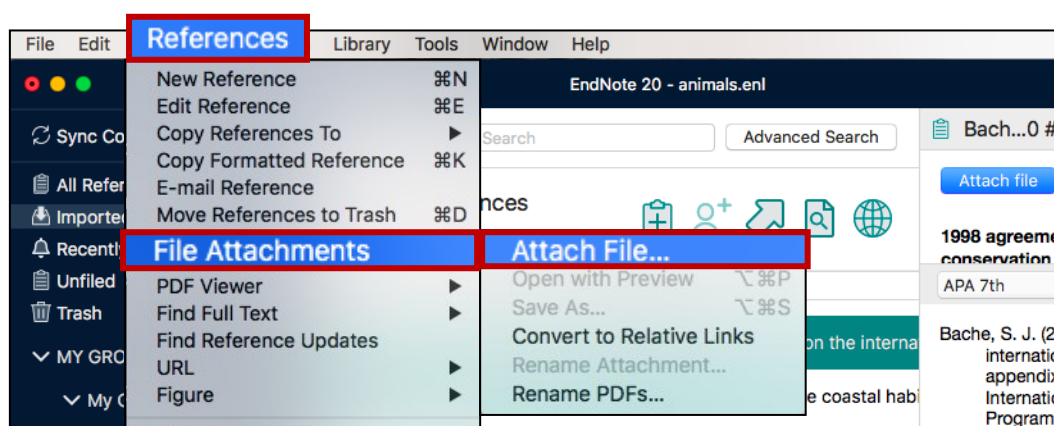 File Edit References Library Tools Window Help
EndNote 20 - animals.enl
Sync Co
All Refer
Imported
Recently
Unfiled
Trash
MY GRO
My
New Reference ⌘N
Edit Reference ⌘E
Copy References To ▶
Copy Formatted Reference ⌘K
E-mail Reference
Move References to Trash ⌘D
File Attachments
PDF Viewer ▶
Find Full Text ▶
Find Reference Updates
URL ▶
Figure ▶
Attach File...
Open with Preview ⌥⌘P
Save As... ⌥⌘S
Convert to Relative Links
Rename Attachment...
Rename PDFs...
Search
Advanced Search
nces
on the interna
e coastal habi
Bach...0 #
Attach file
1998 agreeme
conservation
APA 7th
Bache, S. J. (2
internatio
appendix
Internatio
Program